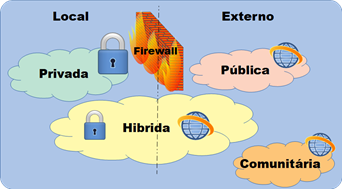 Local
Externo
Firewall
Privada
Pública
Hibrida
Comunitária